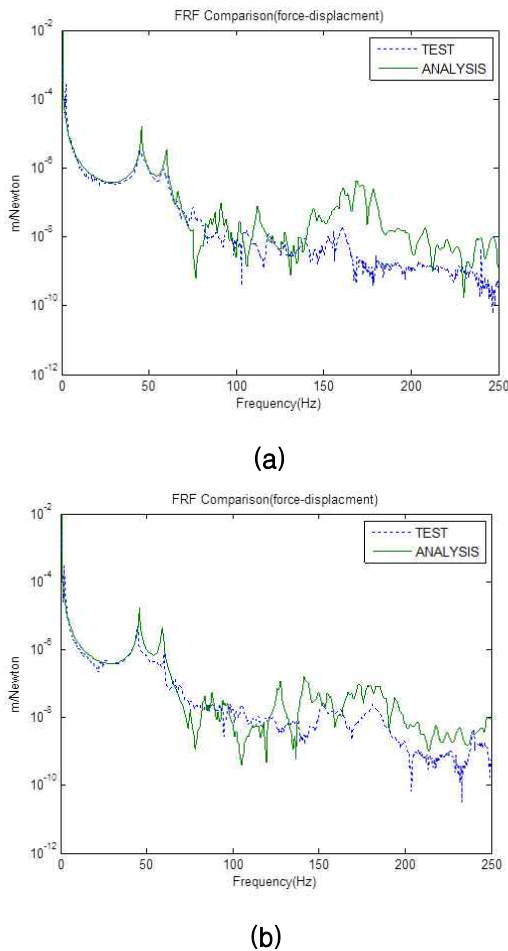 FRF Comparison(force-displacment)
10^-2
TEST
ANALYSIS
10^-4
10^-6
m/Newton
10^-8
10^-10
10^-12
0 50 100 150 200 250
Frequency(Hz)
(a)
FRF Comparison(force-displacment)
10^-2
TEST
ANALYSIS
10^-4
10^-6
m/Newton
10^-8
10^-10
10^-12
0 50 100 150 200 250
Frequency(Hz)
(b)